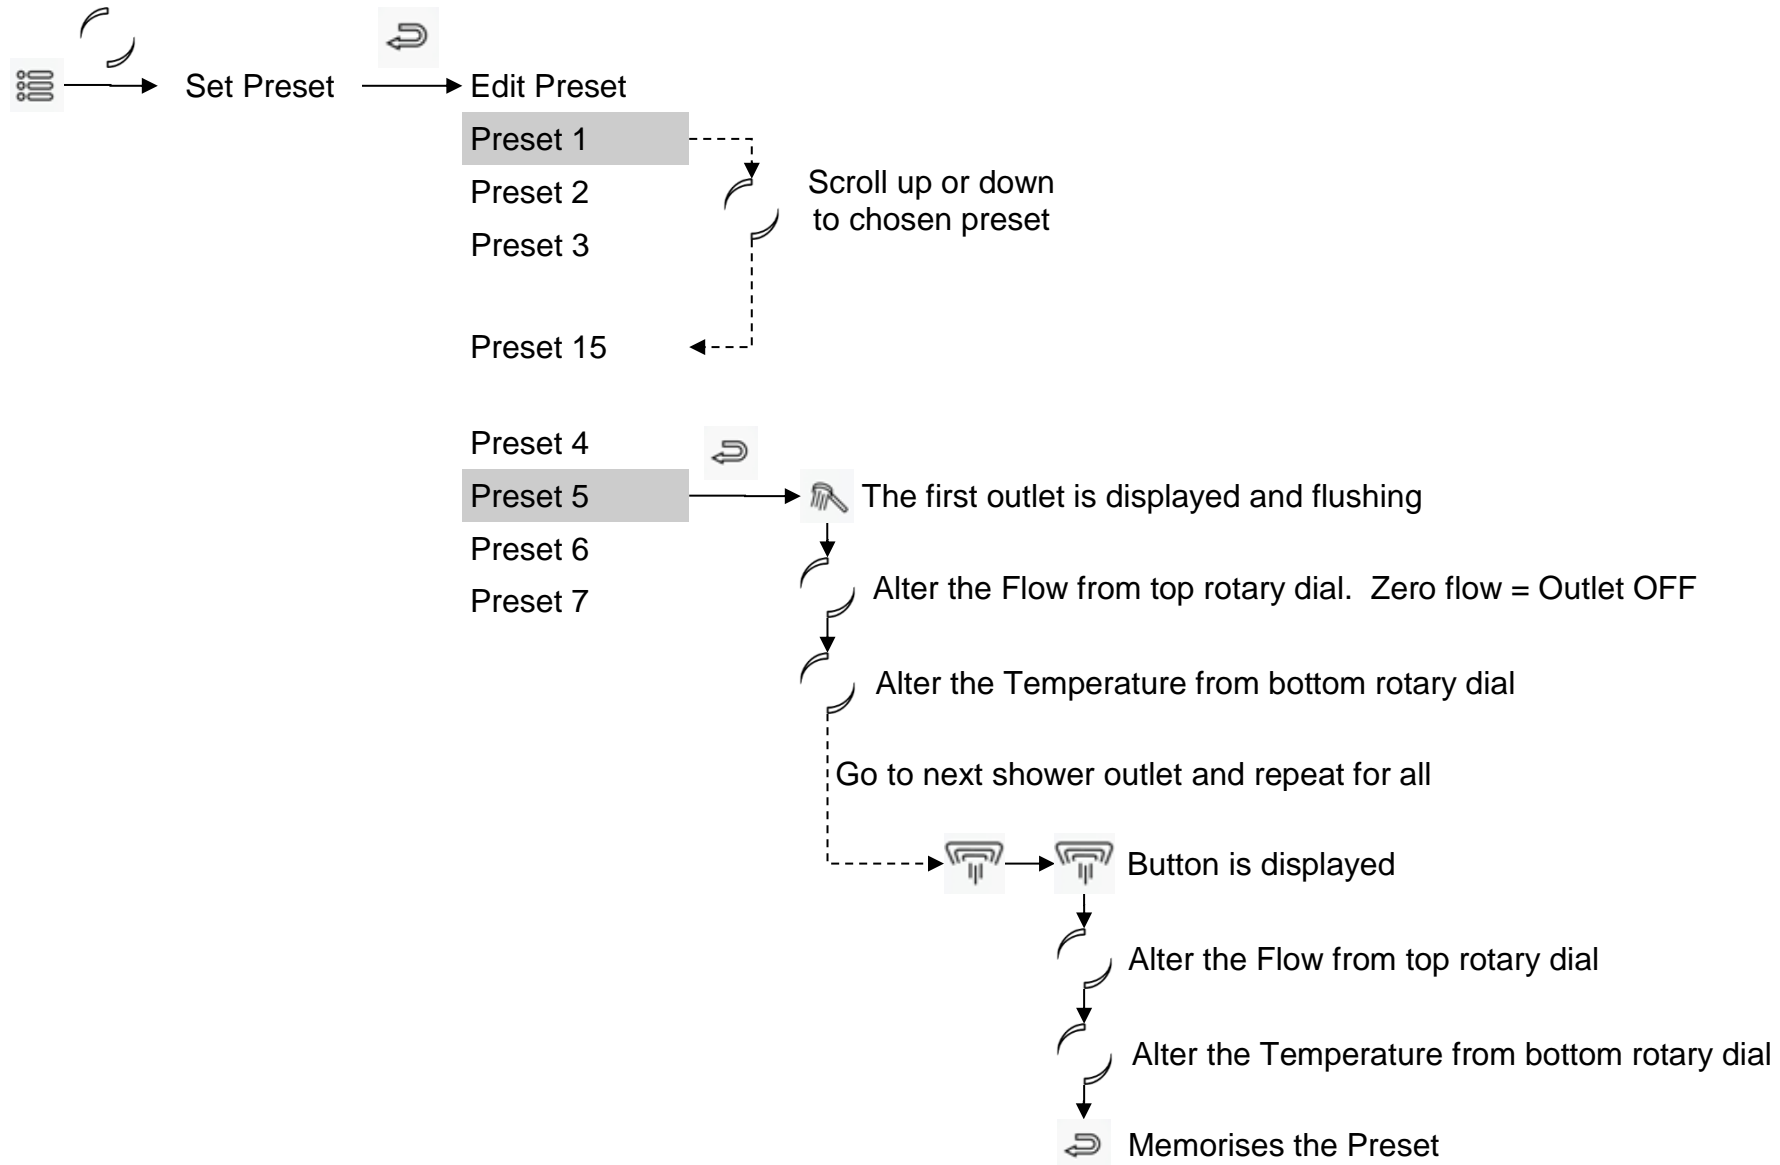 Set Preset
Edit Preset
Preset 1
Preset 2
Preset 3
Scroll up or down
to chosen preset
Preset 15
Preset 4
Preset 5
The first outlet is displayed and flushing
Preset 6
Preset 7
Alter the Flow from top rotary dial.  Zero flow = Outlet OFF
Alter the Temperature from bottom rotary dial
Go to next shower outlet and repeat for all
Button is displayed
Alter the Flow from top rotary dial
Alter the Temperature from bottom rotary dial
Memorises the Preset